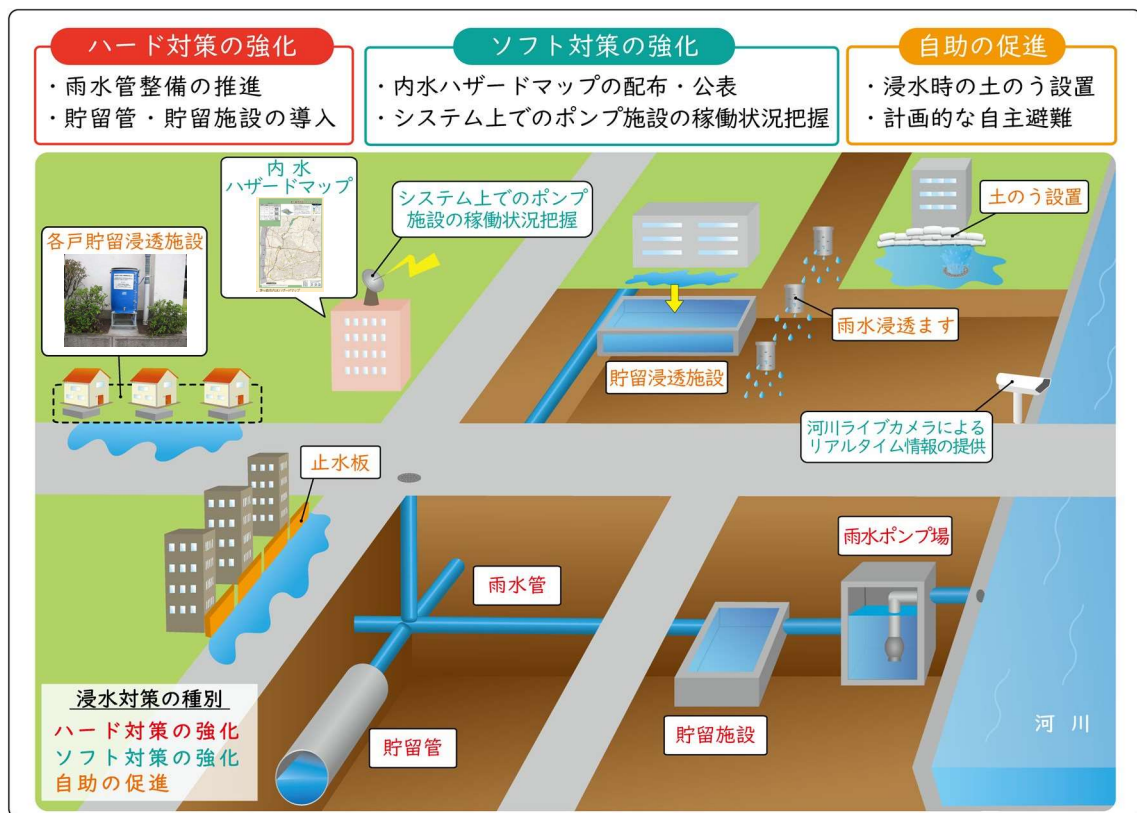 ハード対策の強化
・雨水管整備の推進
・貯留管・貯留施設の導入
ソフト対策の強化
・内水ハザードマップの配布・公表
・システム上でのポンプ施設の稼働状況把握
自助の促進
・浸水時の土のう設置
・計画的な自主避難
内水
ハザードマップ
システム上でのポンプ
施設の稼働状況把握
各戸貯留浸透施設
土のう設置
雨水浸透ます
貯留浸透施設
河川ライブカメラによる
リアルタイム情報の提供
止水板
雨水ポンプ場
雨水管
貯留管
貯留施設
河川
浸水対策の種別
ハード対策の強化
ソフト対策の強化
自助の促進